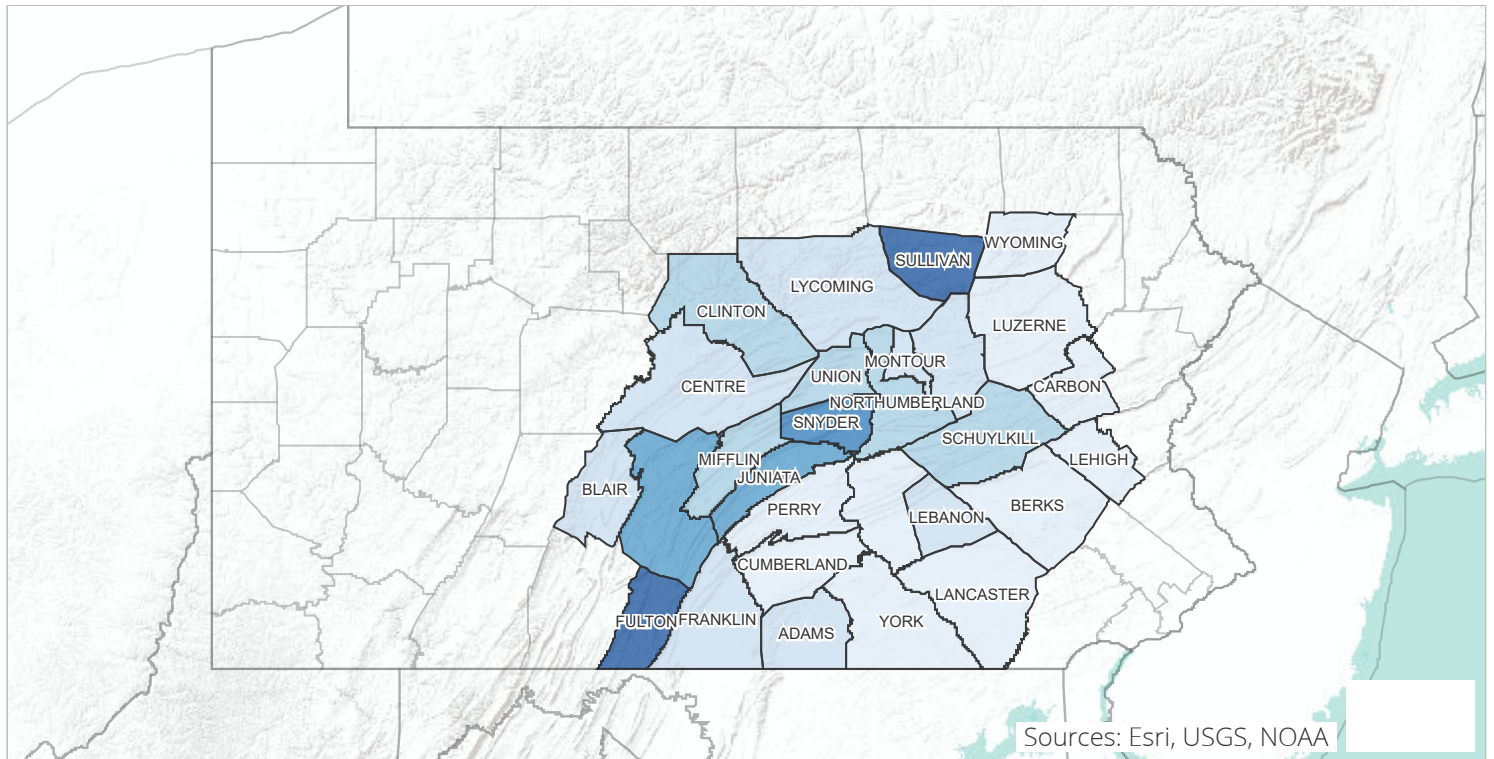 WYOMING
SULLIVAN
LYCOMING
CLINTON
LUZERNE
MONTOUR
UNION
CENTRE
CARBON
NORTHUMBERLAND
SNYDER
SCHUYLKILL
MIFFLIN
LEHIGH
JUNIATA
BLAIR
PERRY
LEBANON
BERKS
CUMBERLAND
LANCASTER
FULTON
FRANKLIN
ADAMS
YORK
Sources: Esri, USGS, NOAA